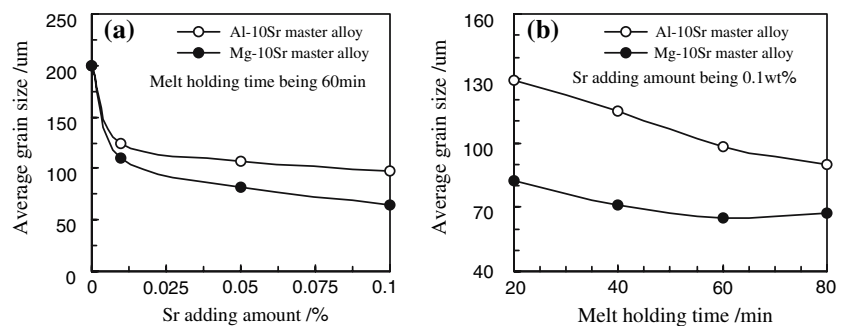 (a)
Al-10Sr master alloy
Mg-10Sr master alloy
Melt holding time being 60min
250
200
150
100
50
0
Average grain size /um
0 0.025 0.05 0.075 0.1
Sr adding amount /%
(b)
Al-10Sr master alloy
Mg-10Sr master alloy
Sr adding amount being 0.1wt%
160
130
100
70
40
Average grain size /um
20 40 60 80
Melt holding time /min